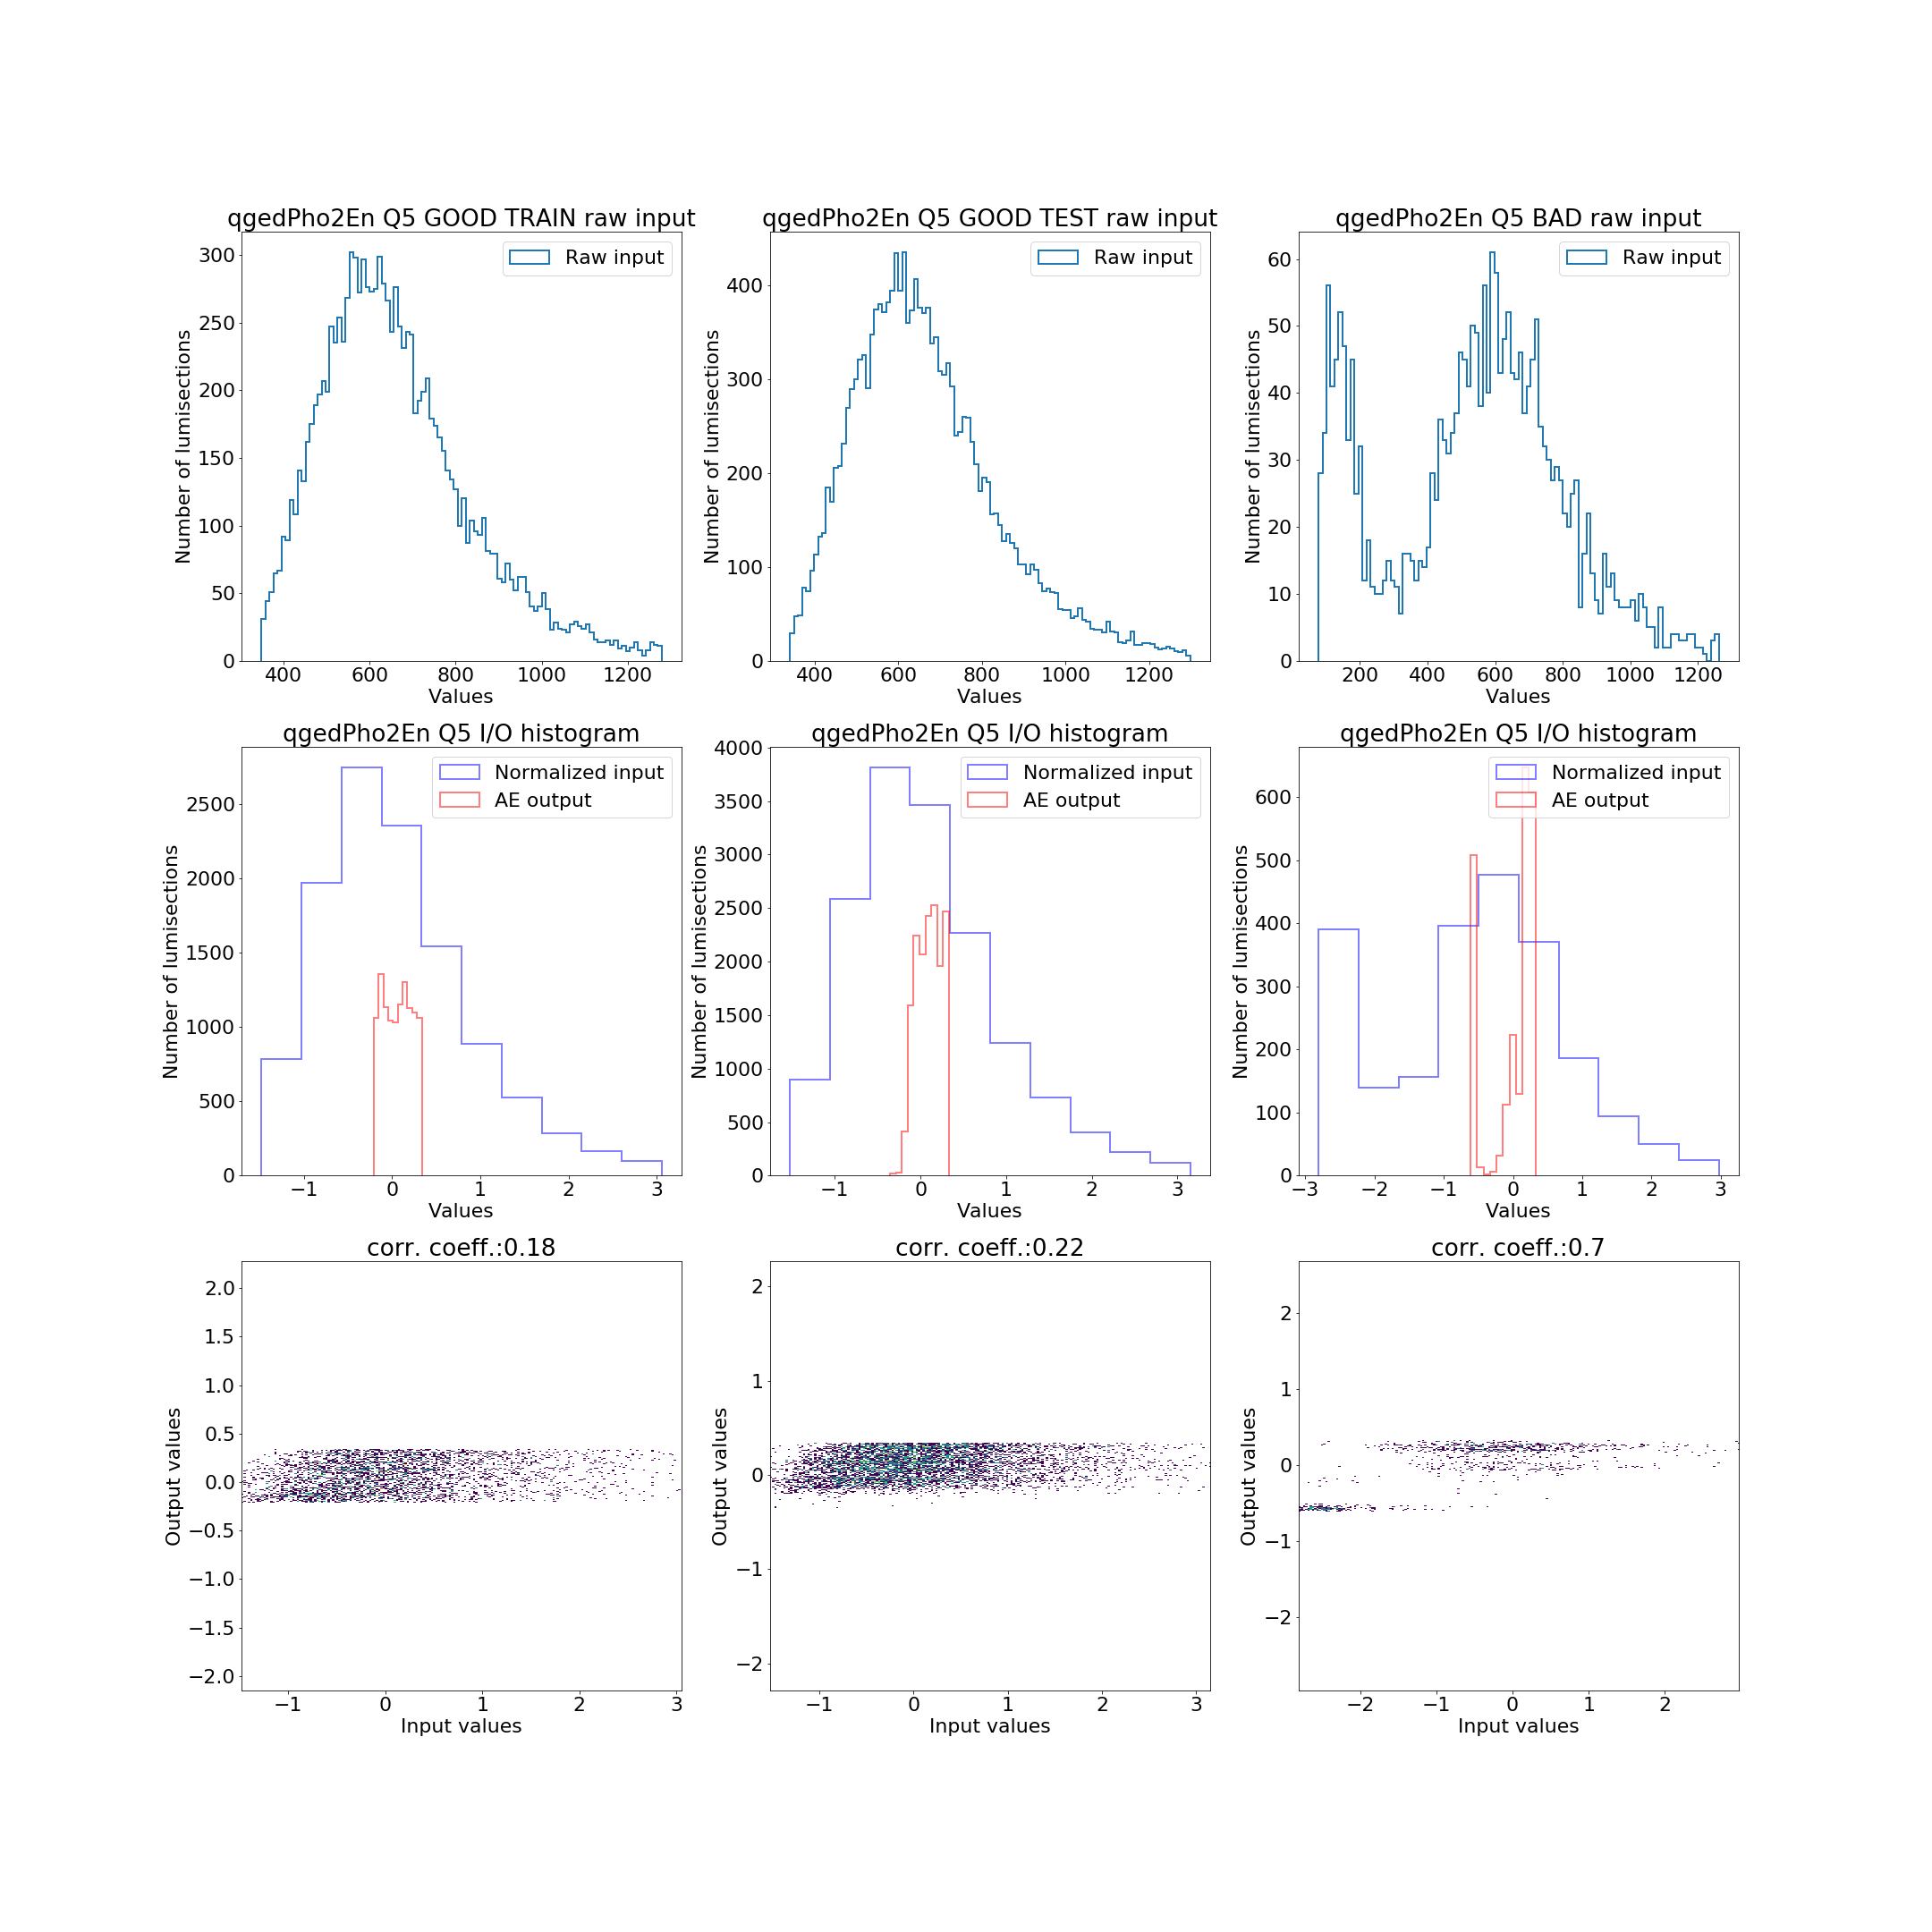 qgedPho2En Q5 GOOD TRAIN raw input
Number of lumisections
300
250
200
150
100
50
0
Raw input
400 600 800 1000 1200
Values
qgedPho2En Q5 GOOD TEST raw input
Number of lumisections
400
300
200
100
0
Raw input
400 600 800 1000 1200
Values
qgedPho2En Q5 BAD raw input
Number of lumisections
60
50
40
30
20
10
0
Raw input
200 400 600 800 1000 1200
Values
qgedPho2En Q5 I/O histogram
Number of lumisections
2500
2000
1500
1000
500
0
Normalized input
AE output
−1 0 1 2 3
Values
qgedPho2En Q5 I/O histogram
Number of lumisections
4000
3500
3000
2500
2000
1500
1000
500
0
Normalized input
AE output
−1 0 1 2 3
Values
qgedPho2En Q5 I/O histogram
Number of lumisections
600
500
400
300
200
100
0
Normalized input
AE output
−3 −2 −1 0 1 2 3
Values
corr. coeff.:0.18
Output values
2.0
1.5
1.0
0.5
0.0
−0.5
−1.0
−1.5
−2.0
−1 0 1 2 3
Input values
corr. coeff.:0.22
Output values
2
1
0
−1
−2
−1 0 1 2 3
Input values
corr. coeff.:0.7
Output values
2
1
0
−1
−2
−2 −1 0 1 2
Input values